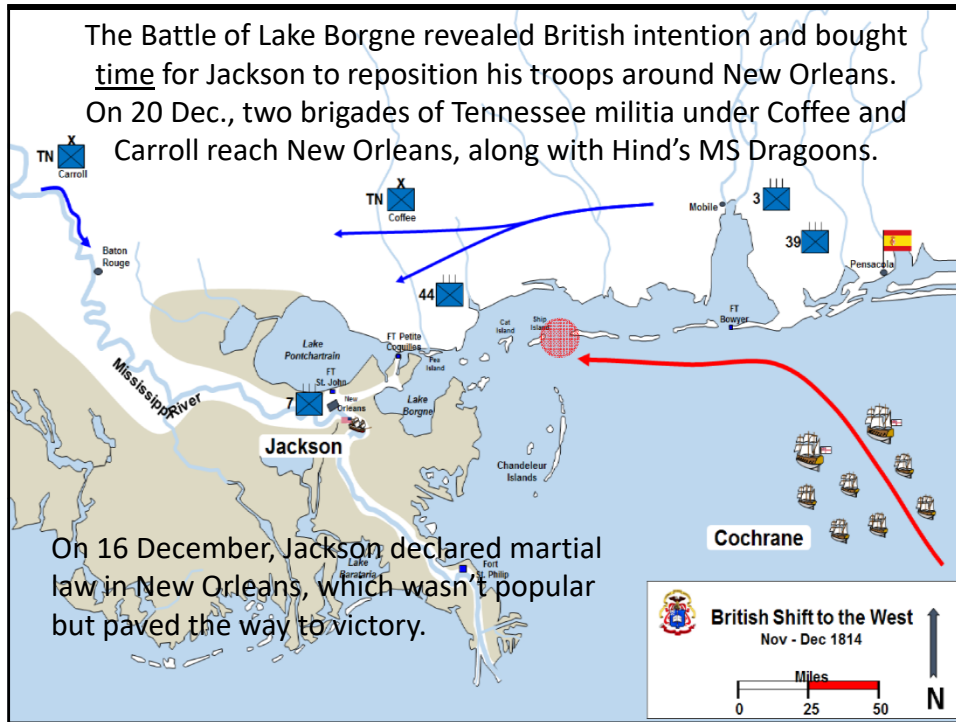 The Battle of Lake Borgne revealed British intention and bought
time for Jackson to reposition his troops around New Orleans.
On 20 Dec., two brigades of Tennessee militia under Coffee and
Carroll reach New Orleans, along with Hind's MS Dragoons.
X
TN
Carroll
X
TN
Coffee
Mobile
3
39
Pensacola
Baton
Rouge
44
FT
Bowyer
Cat
Island
Ship
Island
Lake
Pontchartrain
FT Petite
Coquilles
Pea
Island
FT
St. John
Mississippi River
7
New
Orleans
Lake
Borgne
Jackson
Chandeleur
Islands
Cochrane
On 16 December, Jackson declared martial
law in New Orleans, which wasn't popular
but paved the way to victory.
Lake
Barataria
Fort
St. Philip
British Shift to the West
Nov - Dec 1814
Miles
0 25 50
N